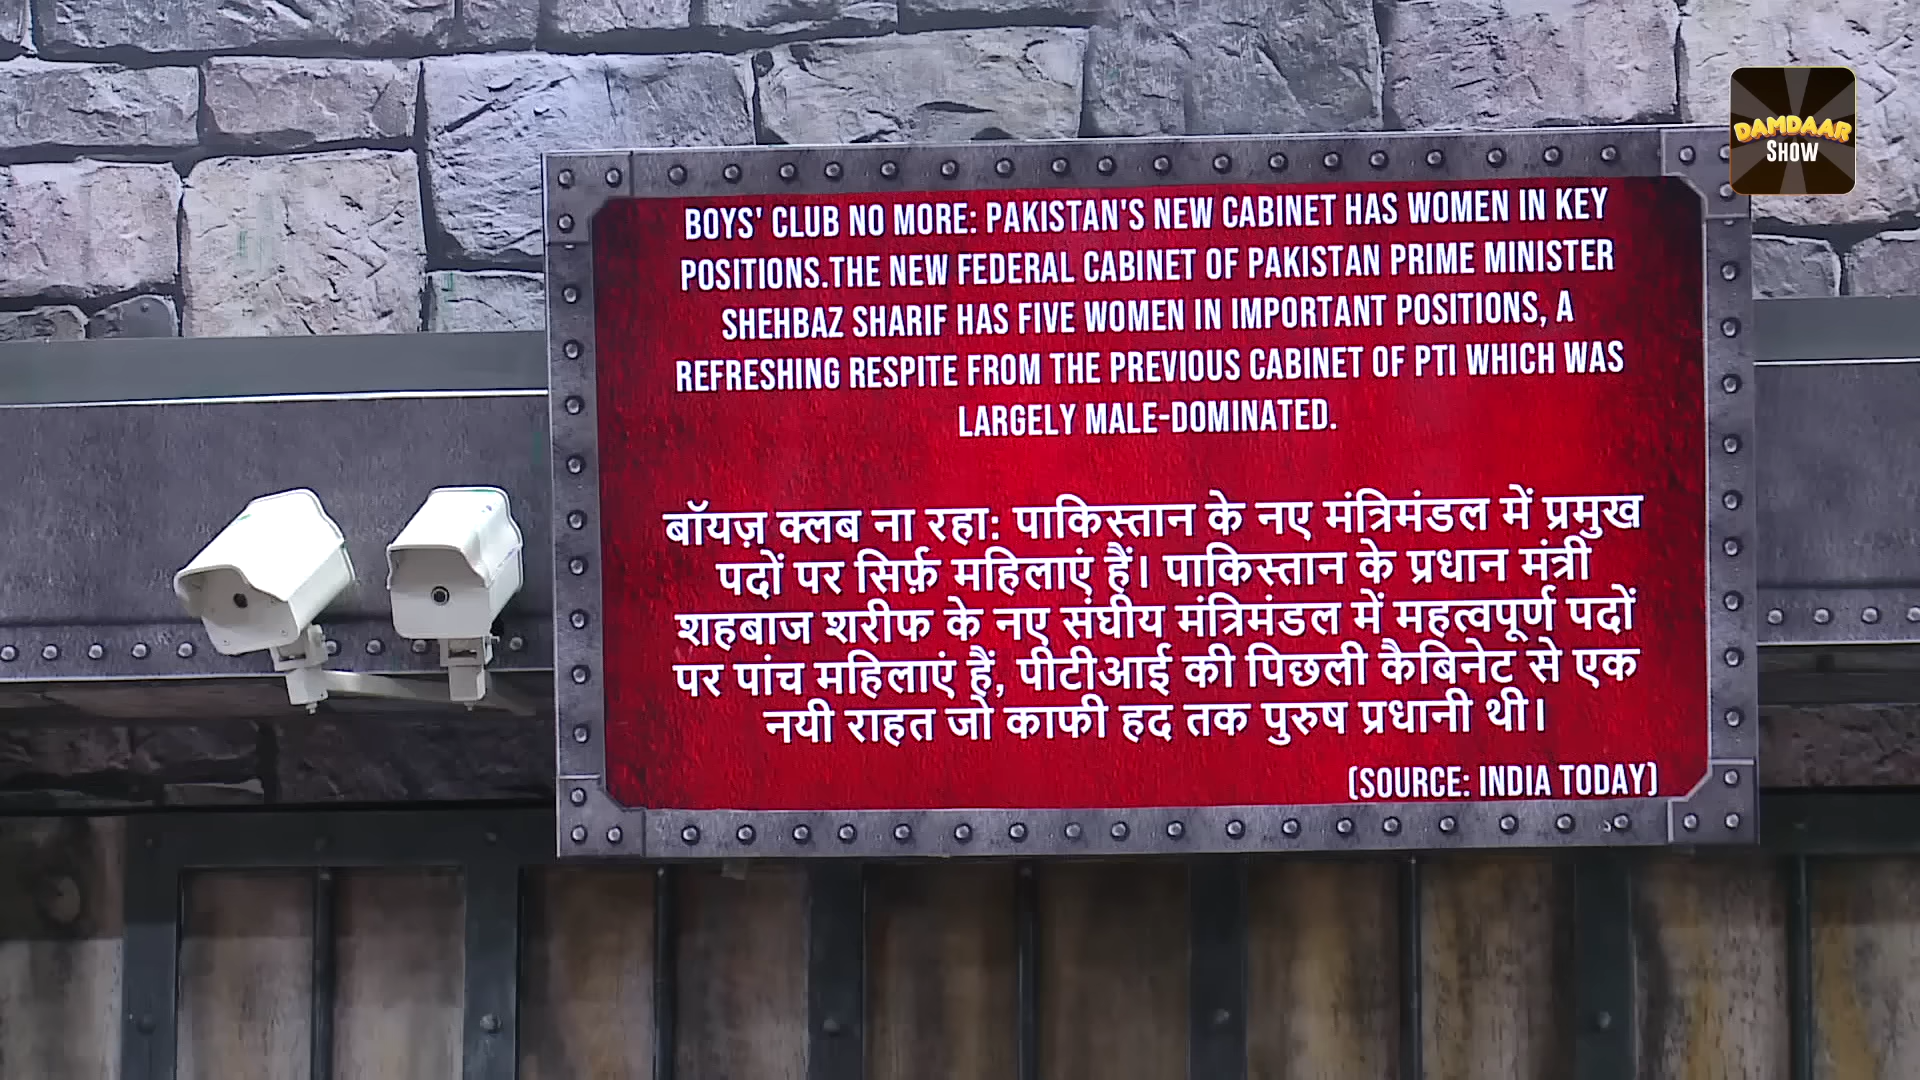 DAMDAAR
SHOW
BOYS' CLUB NO MORE: PAKISTAN'S NEW CABINET HAS WOMEN IN KEY
POSITIONS.THE NEW FEDERAL CABINET OF PAKISTAN PRIME MINISTER
SHEHBAZ SHARIF HAS FIVE WOMEN IN IMPORTANT POSITIONS, A
REFRESHING RESPITE FROM THE PREVIOUS CABINET OF PTI WHICH WAS
LARGELY MALE-DOMINATED.
बॉयज़ क्लब ना रहा: पाकिस्तान के नए मंत्रिमंडल में प्रमुख
पदों पर सिर्फ़ महिलाएं हैं। पाकिस्तान के प्रधान मंत्री
शहबाज शरीफ के नए संघीय मंत्रिमंडल में महत्वपूर्ण पदों
पर पांच महिलाएं हैं, पीटीआई की पिछली कैबिनेट से एक
नयी राहत जो काफी हद तक पुरुष प्रधानी थी।
(SOURCE: INDIA TODAY)